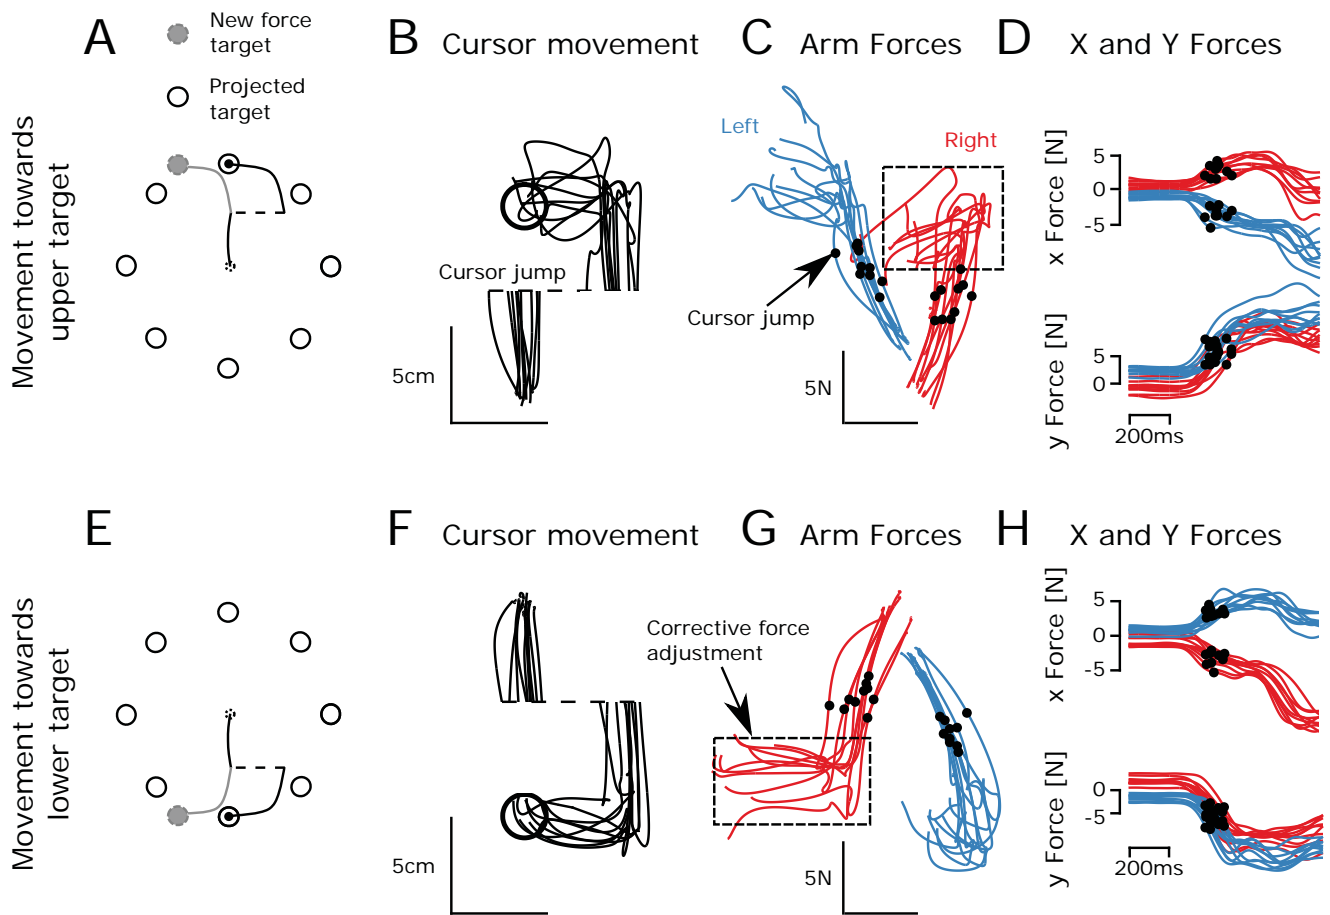 A
New force
target
Projected
target
B
Cursor movement
C
Arm Forces
D
X and Y Forces
Movement towards
upper target
Cursor jump
5cm
Left
Right
Cursor jump
5N
x Force [N]
5
0
-5
y Force [N]
5
0
200ms
E
F
Cursor movement
G
Arm Forces
H
X and Y Forces
Movement towards
lower target
5cm
Corrective force
adjustment
5N
x Force [N]
5
0
-5
y Force [N]
0
-5
200ms